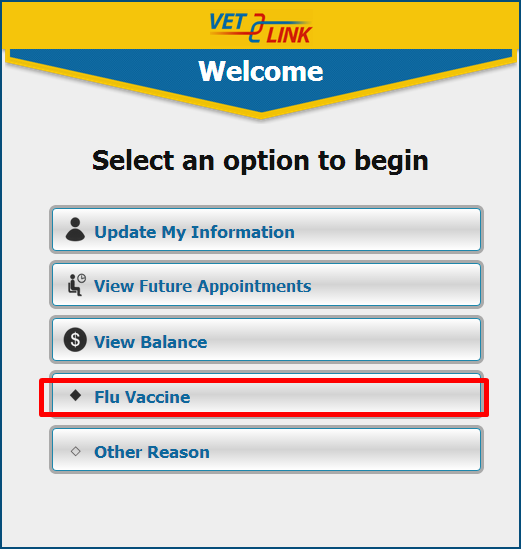 VET
LINK
Welcome
Select an option to begin
Update My Information
View Future Appointments
$ View Balance
Flu Vaccine
Other Reason